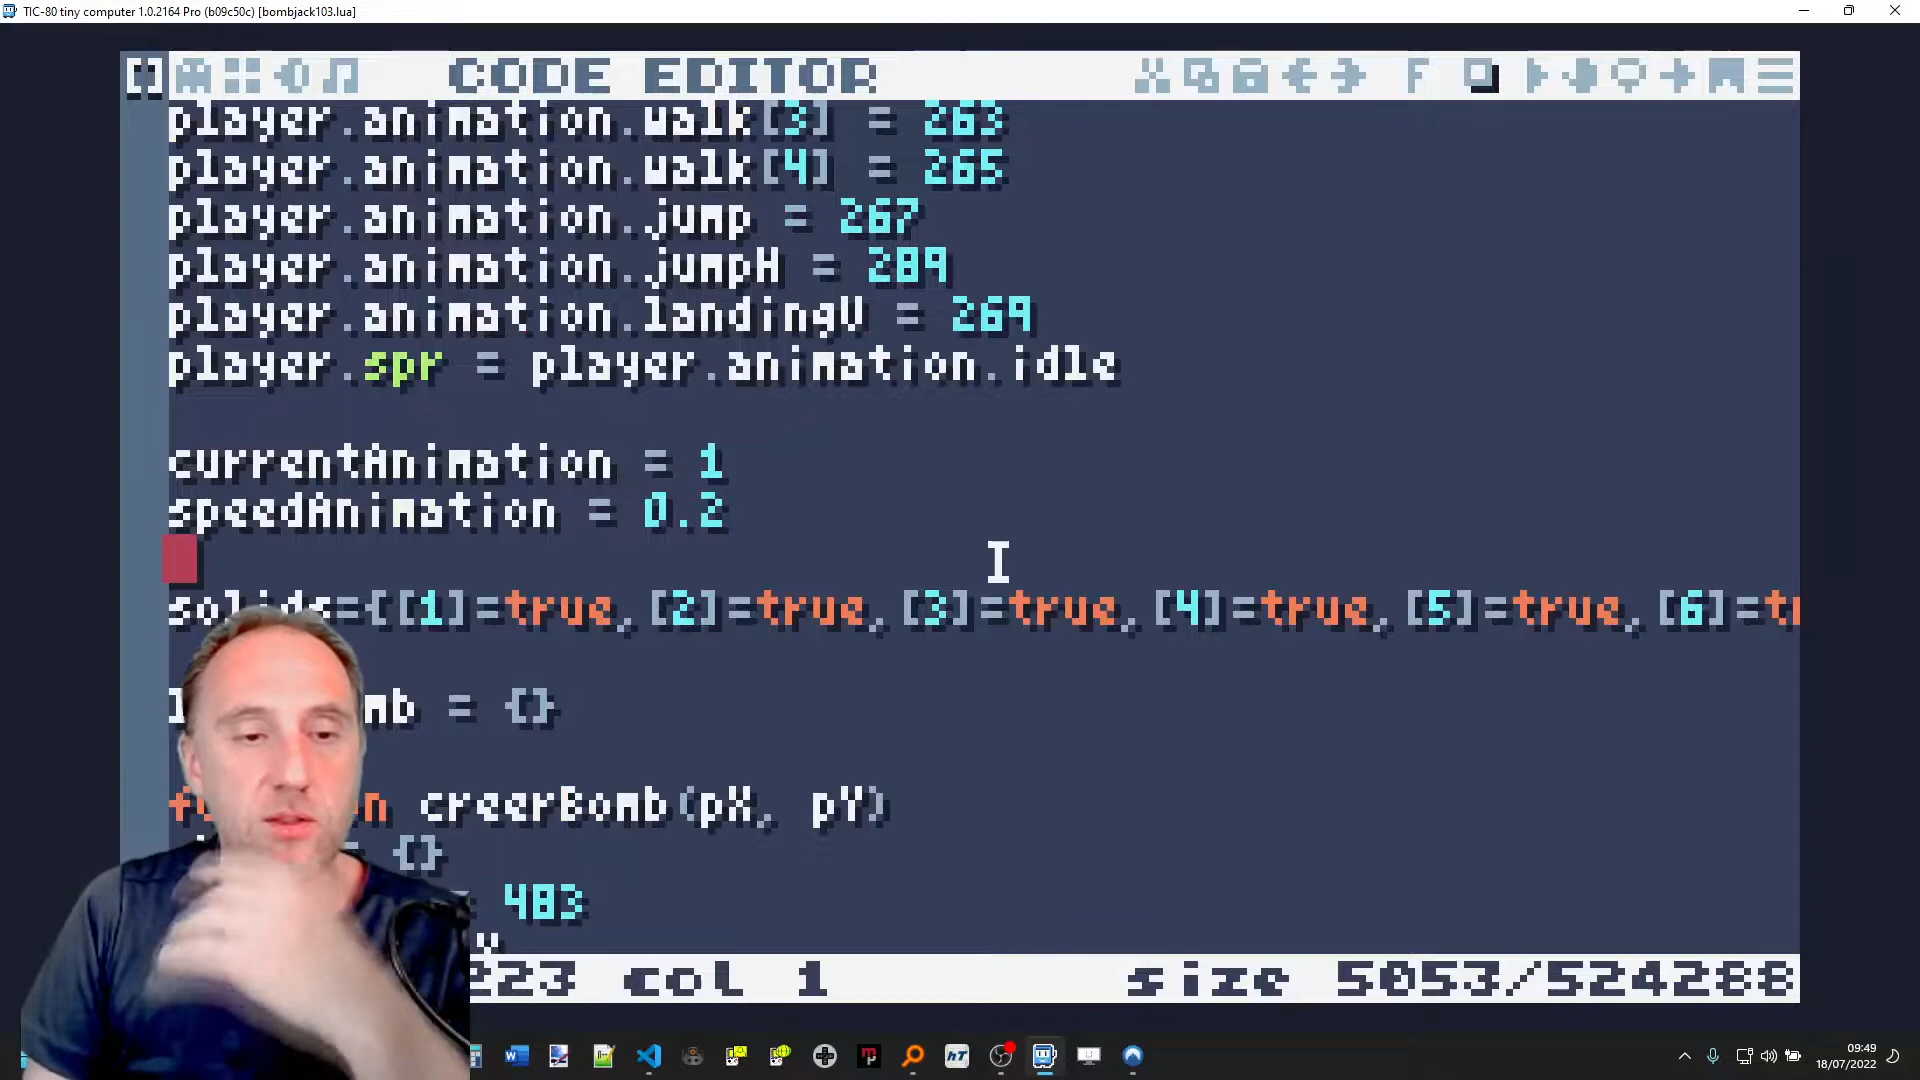 TIC-80 tiny computer 1.0.2164 Pro (b09c50c) [bombjack103.lua]
CODE EDITOR
player.animation.walk[3] = 263
player.animation.walk[4] = 265
player.animation.jump = 267
player.animation.jumpH = 289
player.animation.landingV = 269
player.spr = player.animation.idle
currentAnimation = 1
speedAnimation = 0.2
solids={[1]=true,[2]=true,[3]=true,[4]=true,[5]=true,[6]=tr
mb = {}
creerBomb(pX, pY)
= {}
= 483
223 col 1
size 5053/524288
09:49
18/07/2022